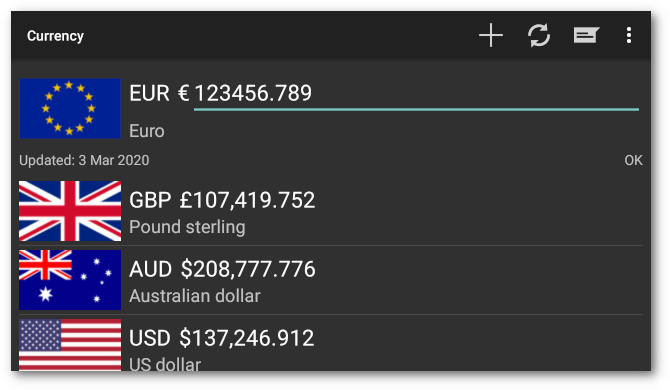 Currency
EUR € 123456.789
Euro
Updated: 3 Mar 2020 OK
GBP £107,419.752
Pound sterling
AUD $208,777.776
Australian dollar
USD $137,246.912
US dollar